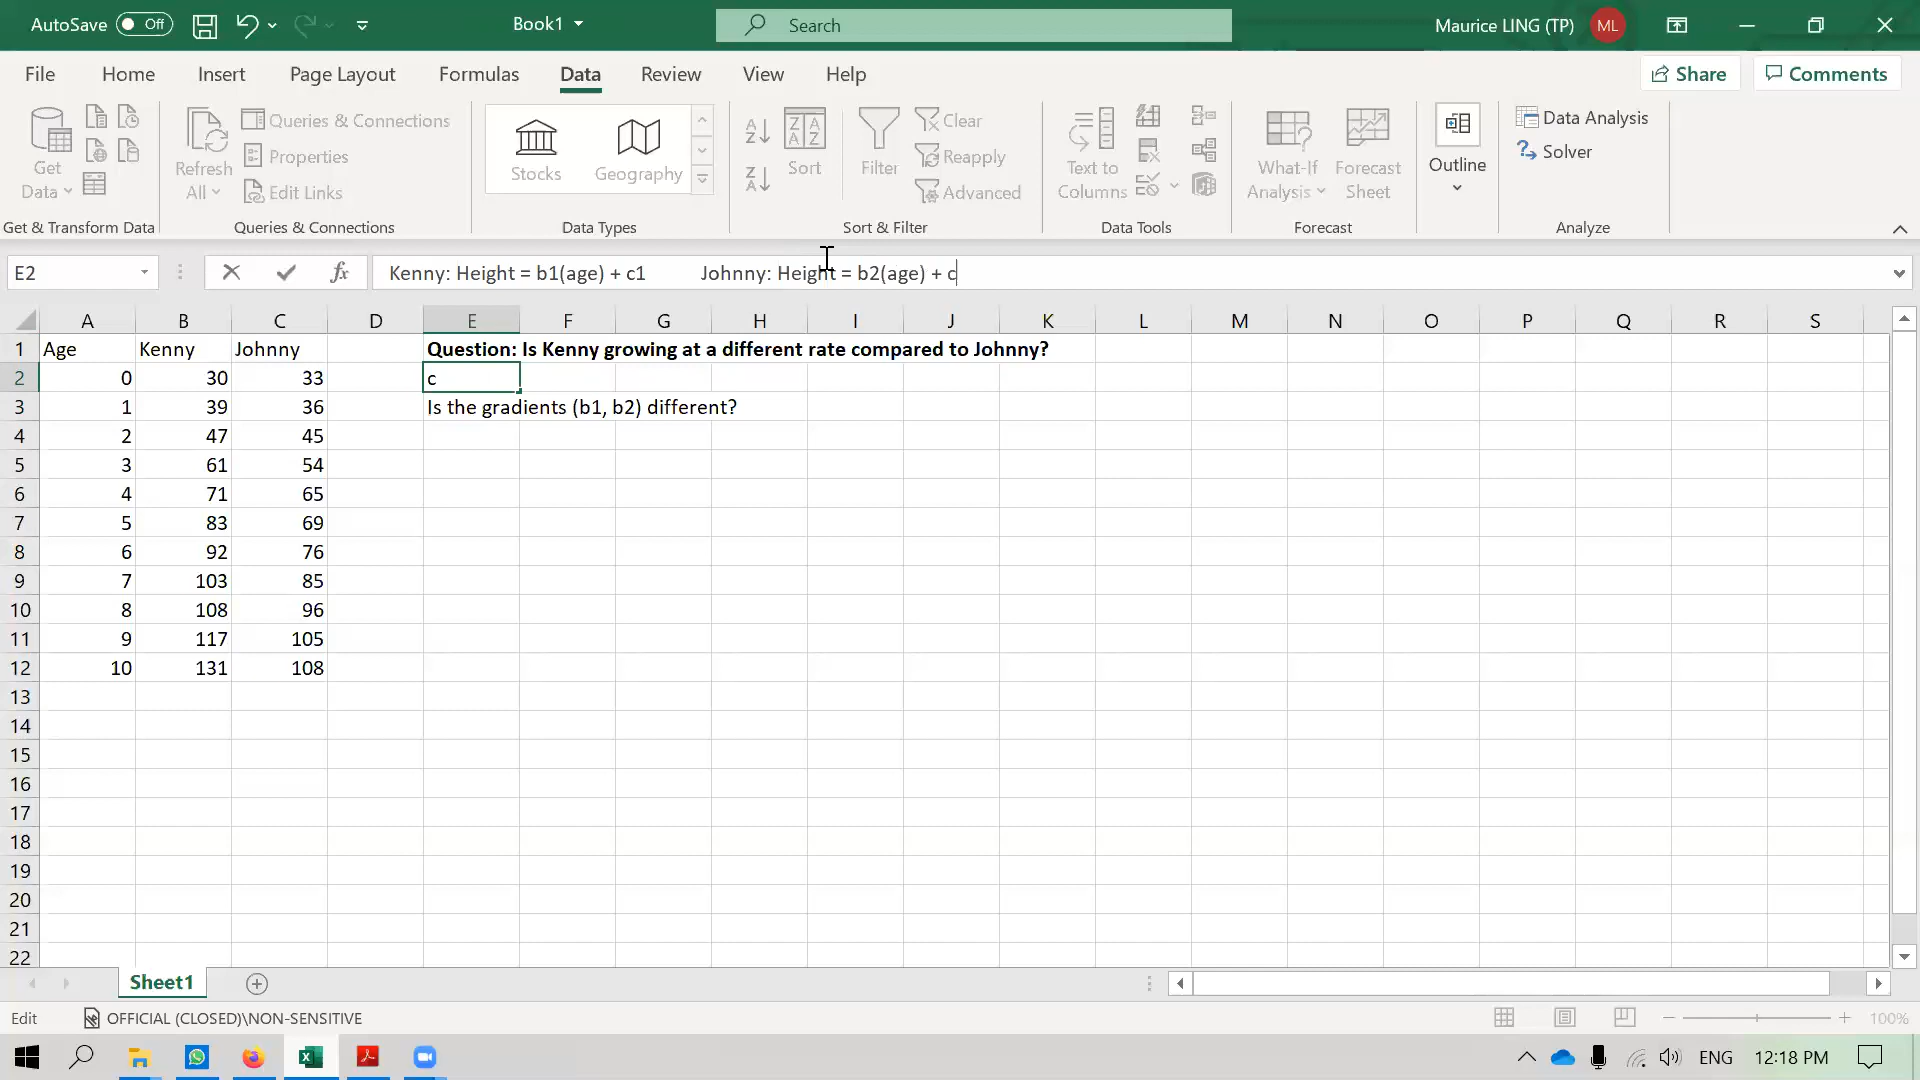 AutoSave Off Book1 Search Maurice LING (TP) ML
File Home Insert Page Layout Formulas Data Review View Help Share Comments
Get Data
Refresh All
Queries & Connections
Properties
Edit Links
Stocks
Geography
Sort
Filter
Clear
Reapply
Advanced
Text to Columns
What-If Analysis
Forecast Sheet
Outline
Data Analysis
Solver
Get & Transform Data Queries & Connections Data Types Sort & Filter Data Tools Forecast Analyze
E2 fx Kenny: Height = b1(age) + c1 Johnny: Height = b2(age) + c
A B C D E F G H I J K L M N O P Q R S
1 Age Kenny Johnny Question: Is Kenny growing at a different rate compared to Johnny?
2 0 30 33 c
3 1 39 36 Is the gradients (b1, b2) different?
4 2 47 45
5 3 61 54
6 4 71 65
7 5 83 69
8 6 92 76
9 7 103 85
10 8 108 96
11 9 117 105
12 10 131 108
13
14
15
16
17
18
19
20
21
22
Sheet1
Edit OFFICIAL (CLOSED)\NON-SENSITIVE 100%
ENG 12:18 PM